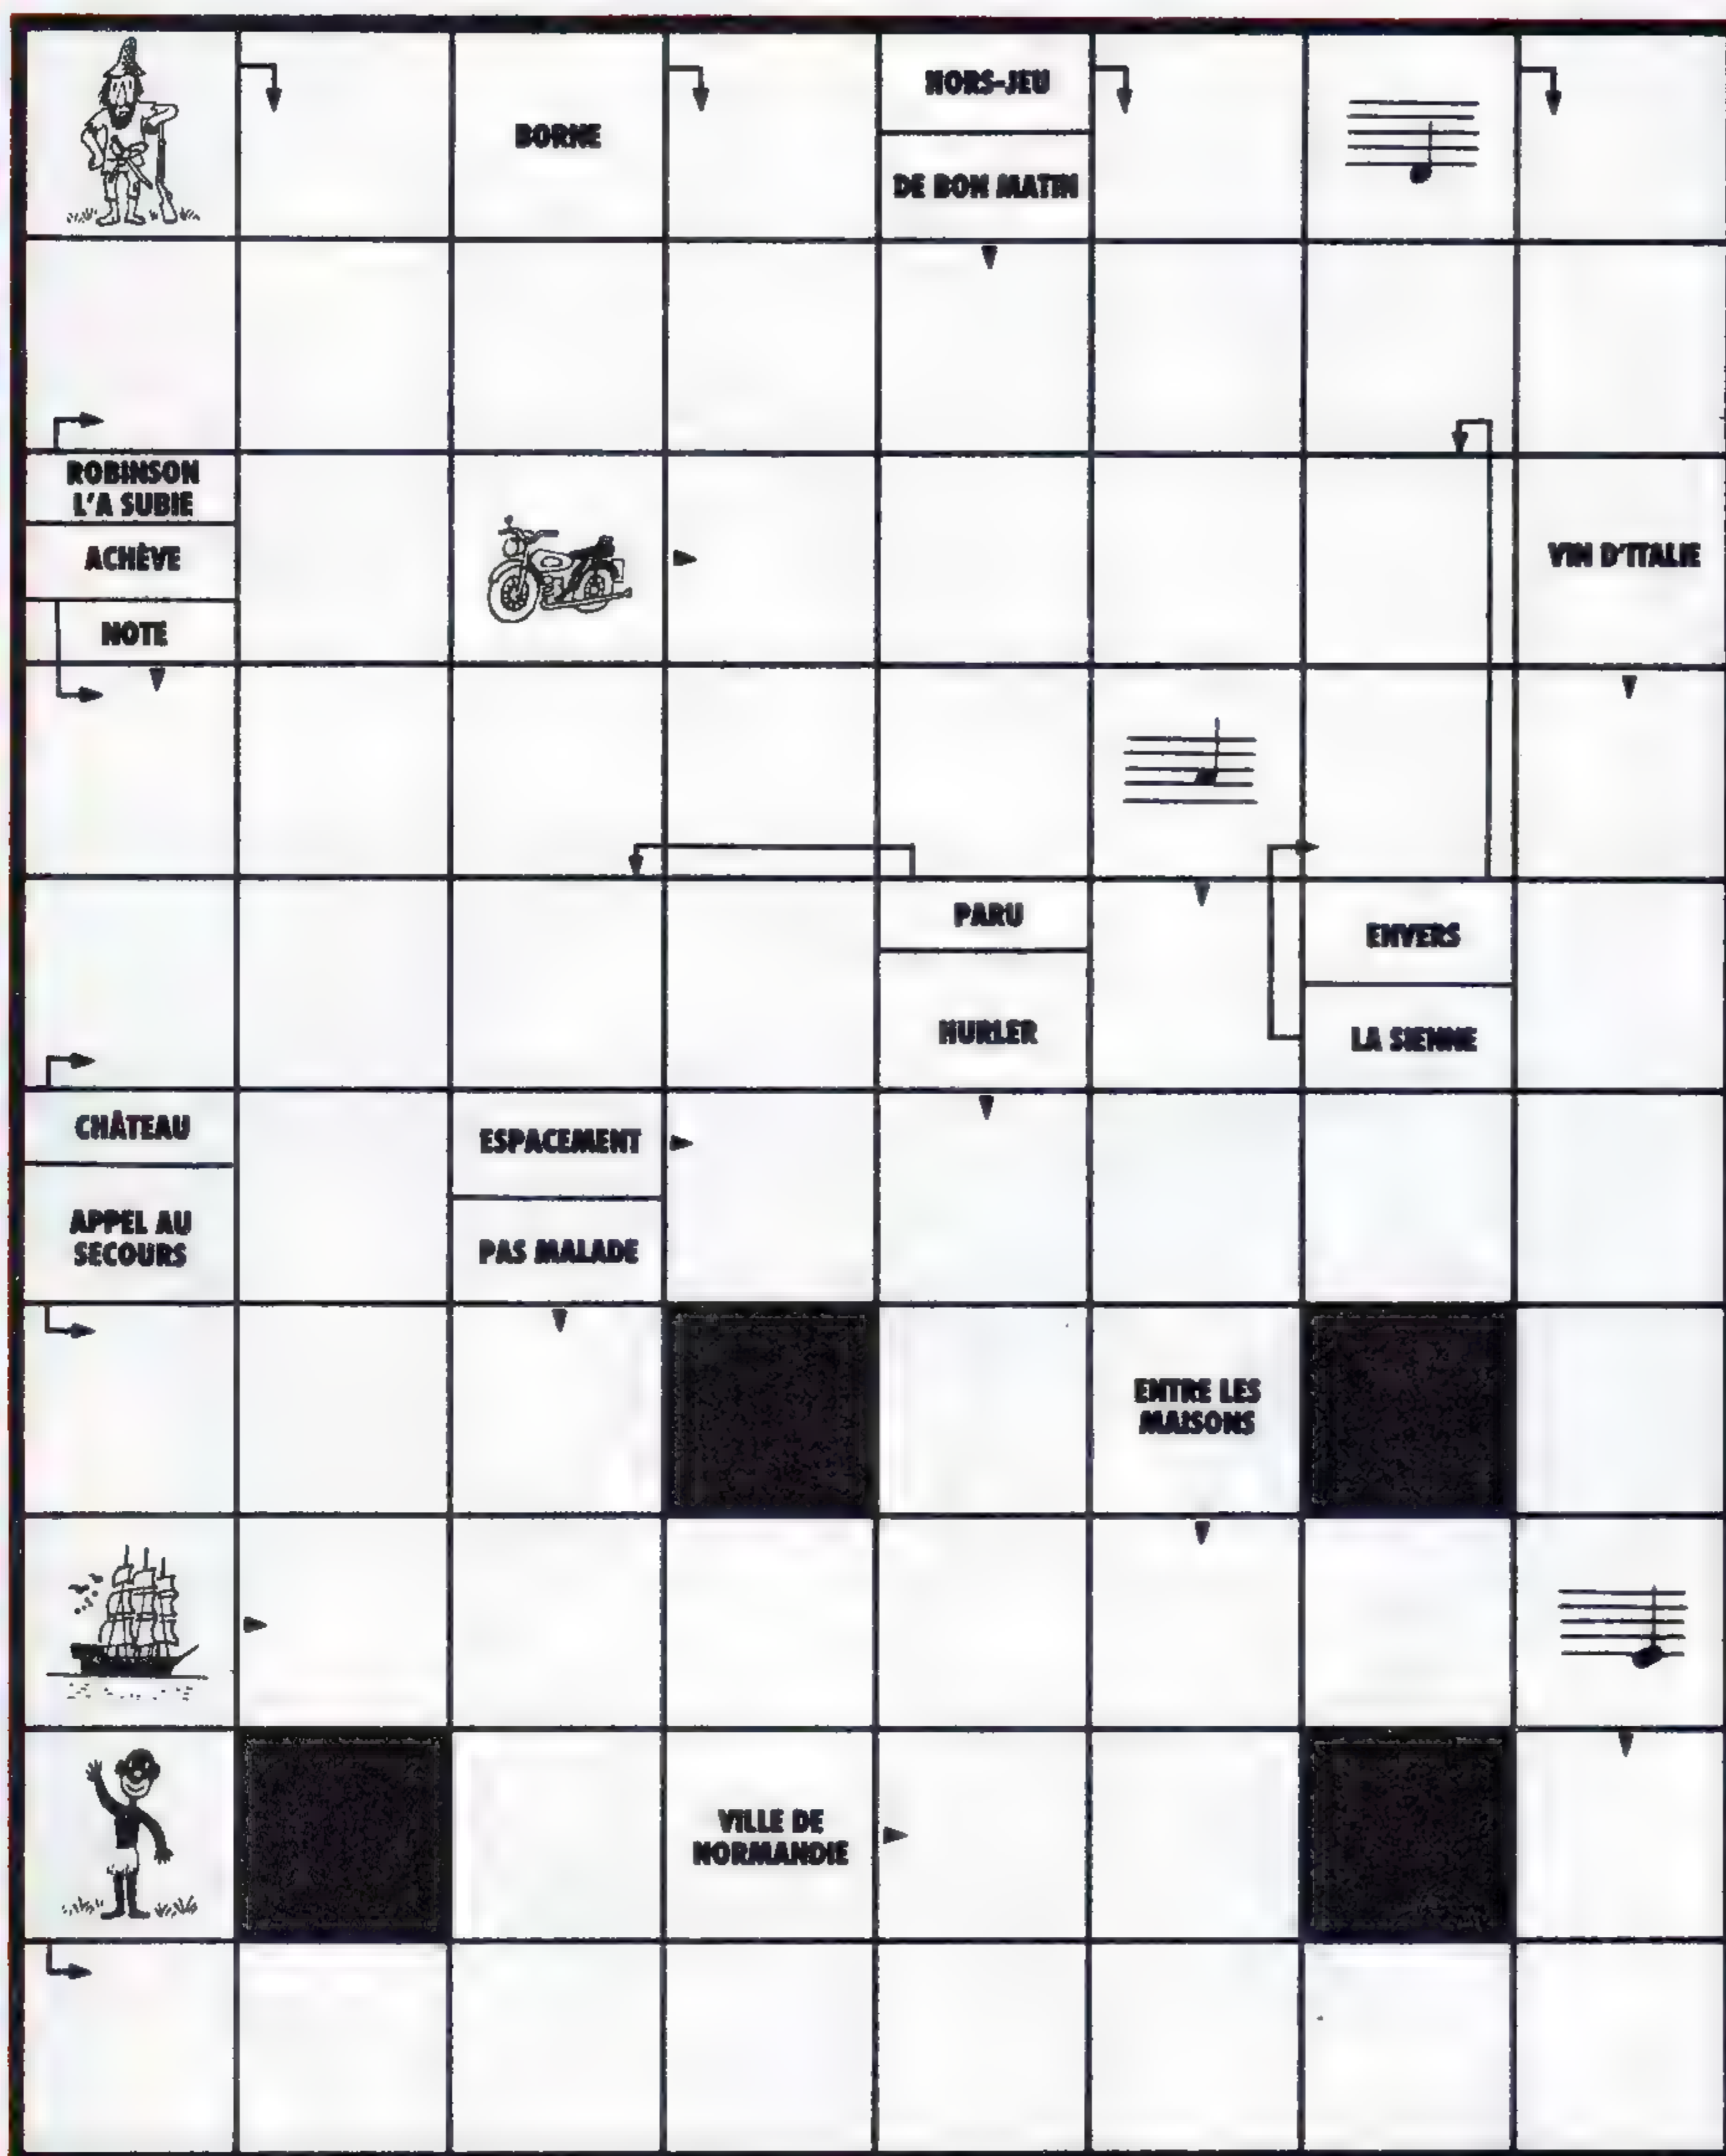 BORNE
HORS-JEU
DE BON MATIN
ROBINSON
L'A SUBIE
ACHÈVE
NOTE
VIN D'ITALIE
PARU
HURLER
ENVERS
LA SIENNE
CHÂTEAU
APPEL AU
SECOURS
ESPACEMENT
PAS MALADE
ENTRE LES
MAISONS
VILLE DE
NORMANDIE